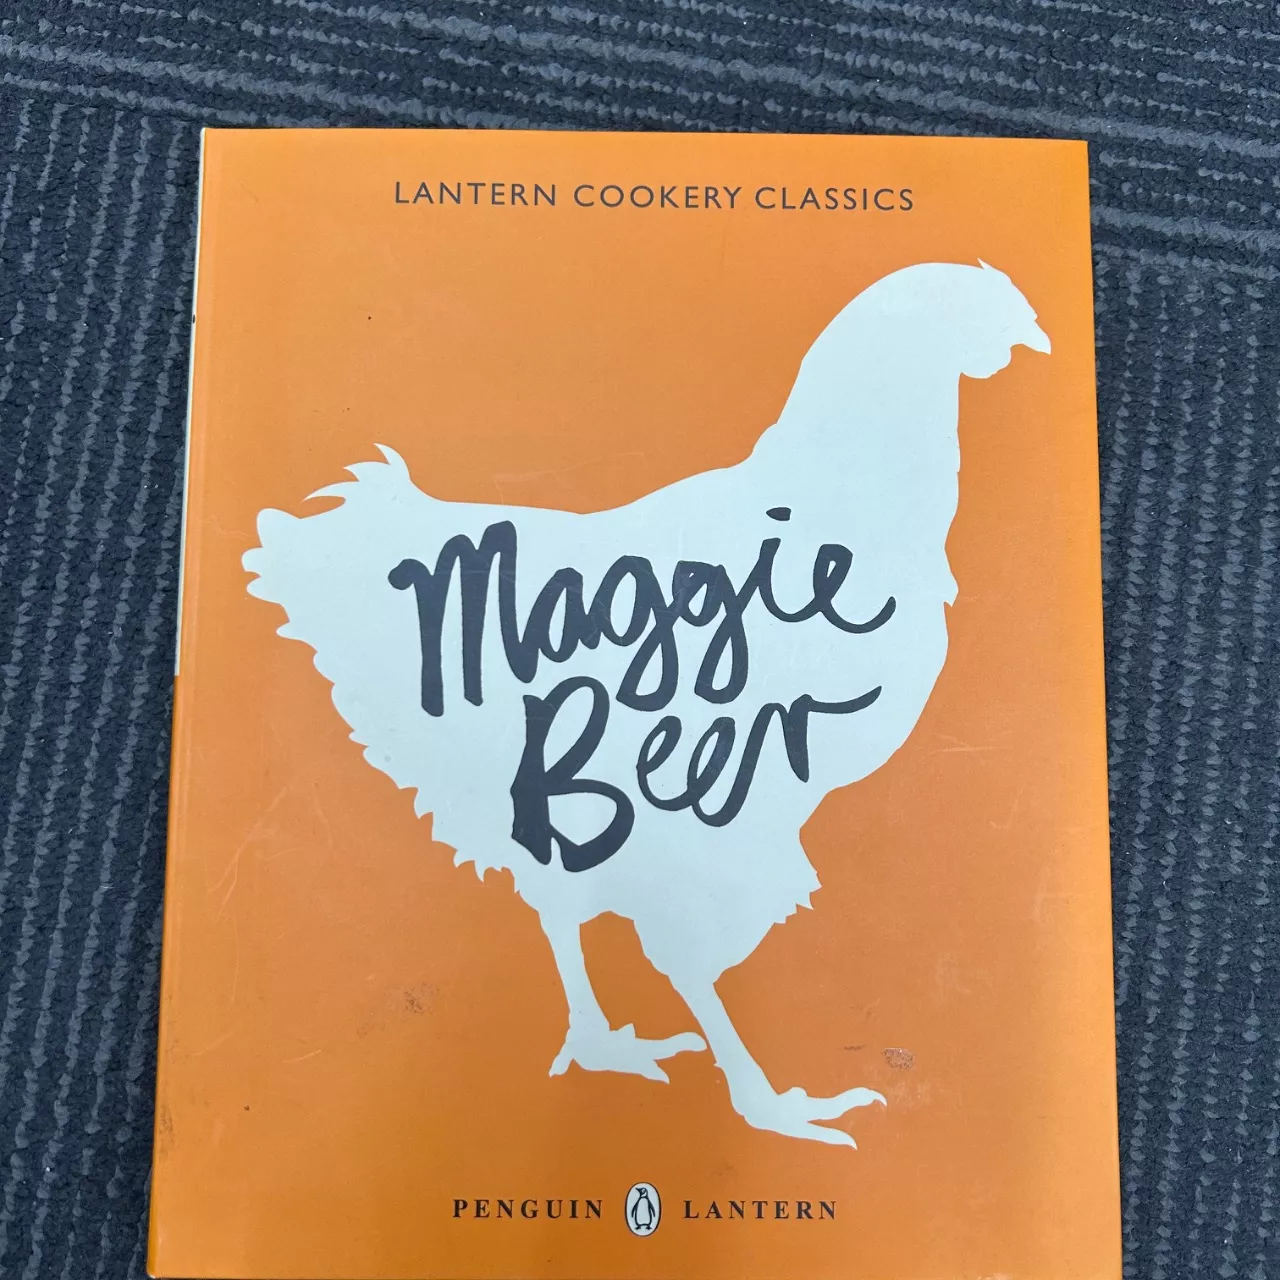 LANTERN COOKERY CLASSICS
Maggie
Beer
PENGUIN LANTERN